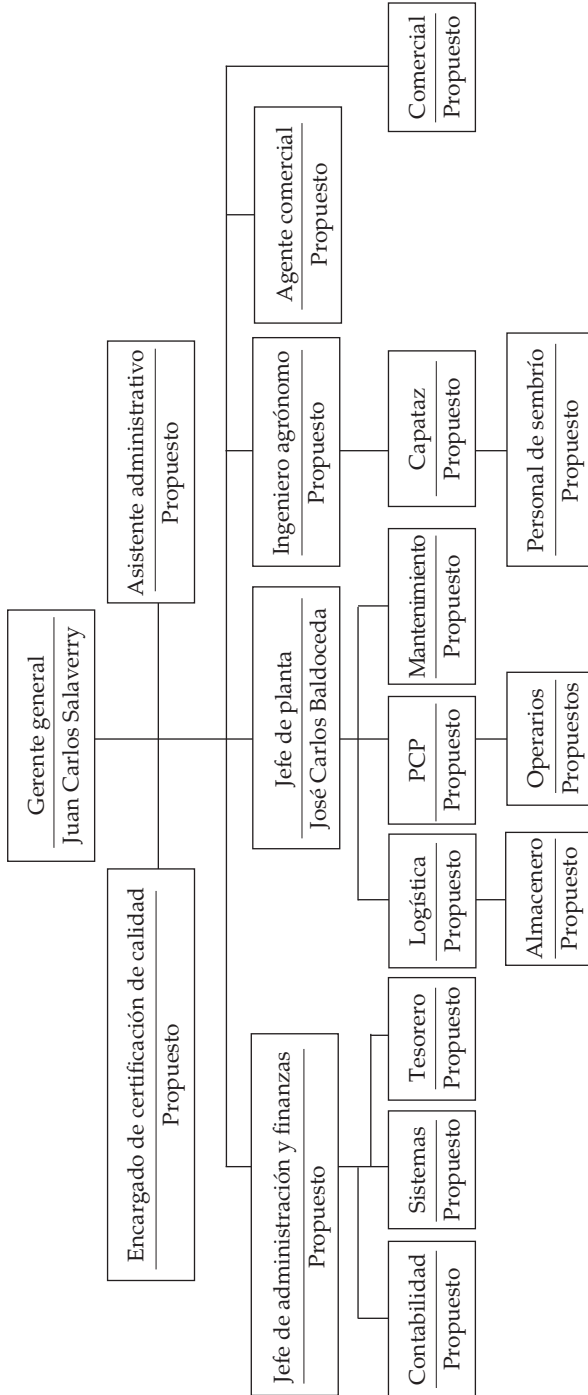 Gerente general
Juan Carlos Salaverry
Encargado de certificación de calidad
Propuesto
Asistente administrativo
Propuesto
Jefe de administración y finanzas
Propuesto
Jefe de planta
José Carlos Baldoceda
Ingeniero agrónomo
Propuesto
Agente comercial
Propuesto
Contabilidad
Propuesto
Sistemas
Propuesto
Tesorero
Propuesto
Logística
Propuesto
PCP
Propuesto
Mantenimiento
Propuesto
Capataz
Propuesto
Comercial
Propuesto
Almacenero
Propuesto
Operarios
Propuestos
Personal de sembrío
Propuesto